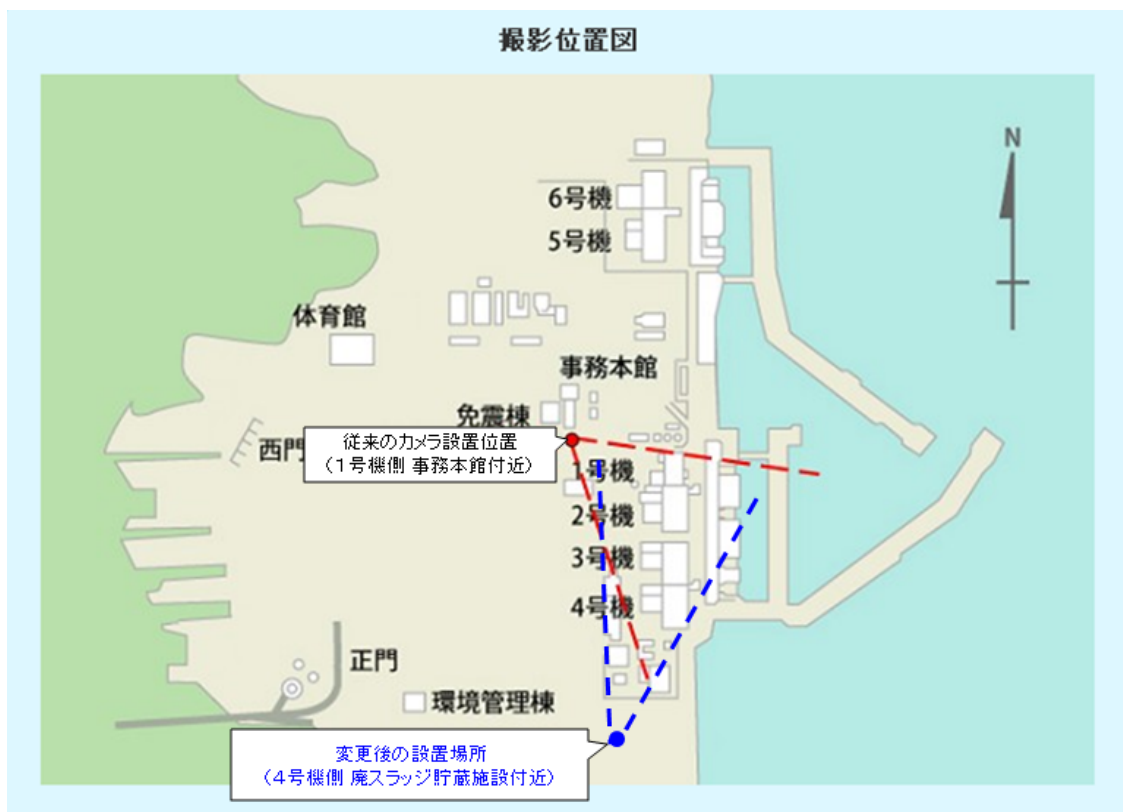 撮影位置図
N
6号機
5号機
体育館
事務本館
免震棟
従来のカメラ設置位置
（1号機側 事務本館付近）
西門
1号機
2号機
3号機
4号機
正門
環境管理棟
変更後の設置場所
（4号機側 廃スラッジ貯蔵施設付近）